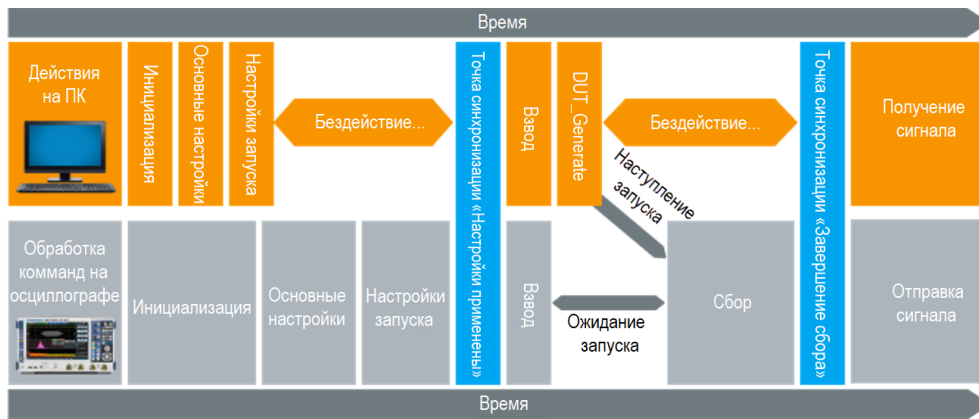 Время
Действия
на ПК
Инициализация
Основные настройки
Настройки запуска
Бездействие...
Точка синхронизации «Настройки применены»
Взвод
DUT_Generate
Бездействие...
Точка синхронизации «Завершение сбора»
Получение
сигнала
Наступление
запуска
Обработка
команд на
осциллографе
Инициализация
Основные
настройки
Настройки
запуска
Взвод
Ожидание
запуска
Сбор
Отправка
сигнала
Время